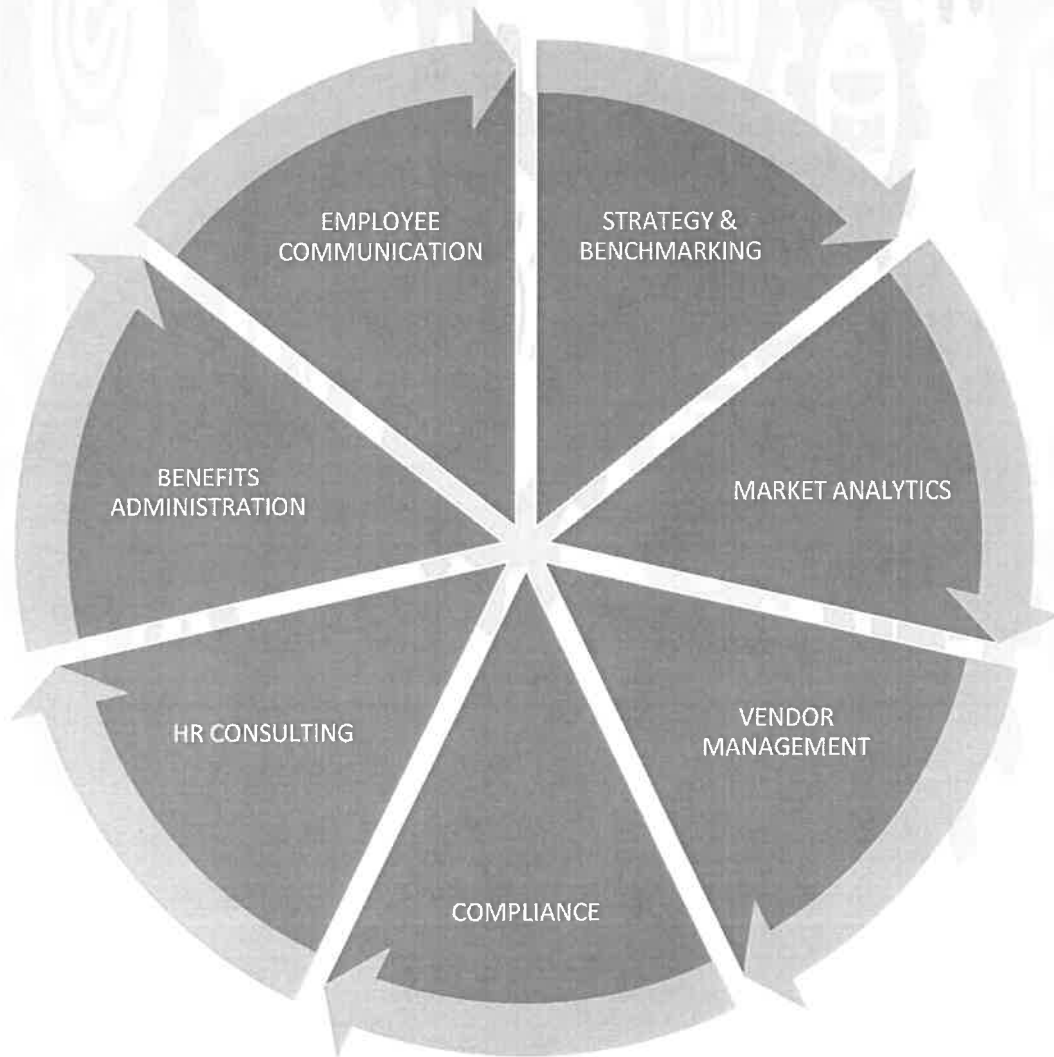 EMPLOYEE
COMMUNICATION
STRATEGY &
BENCHMARKING
MARKET ANALYTICS
VENDOR
MANAGEMENT
COMPLIANCE
HR CONSULTING
BENEFITS
ADMINISTRATION